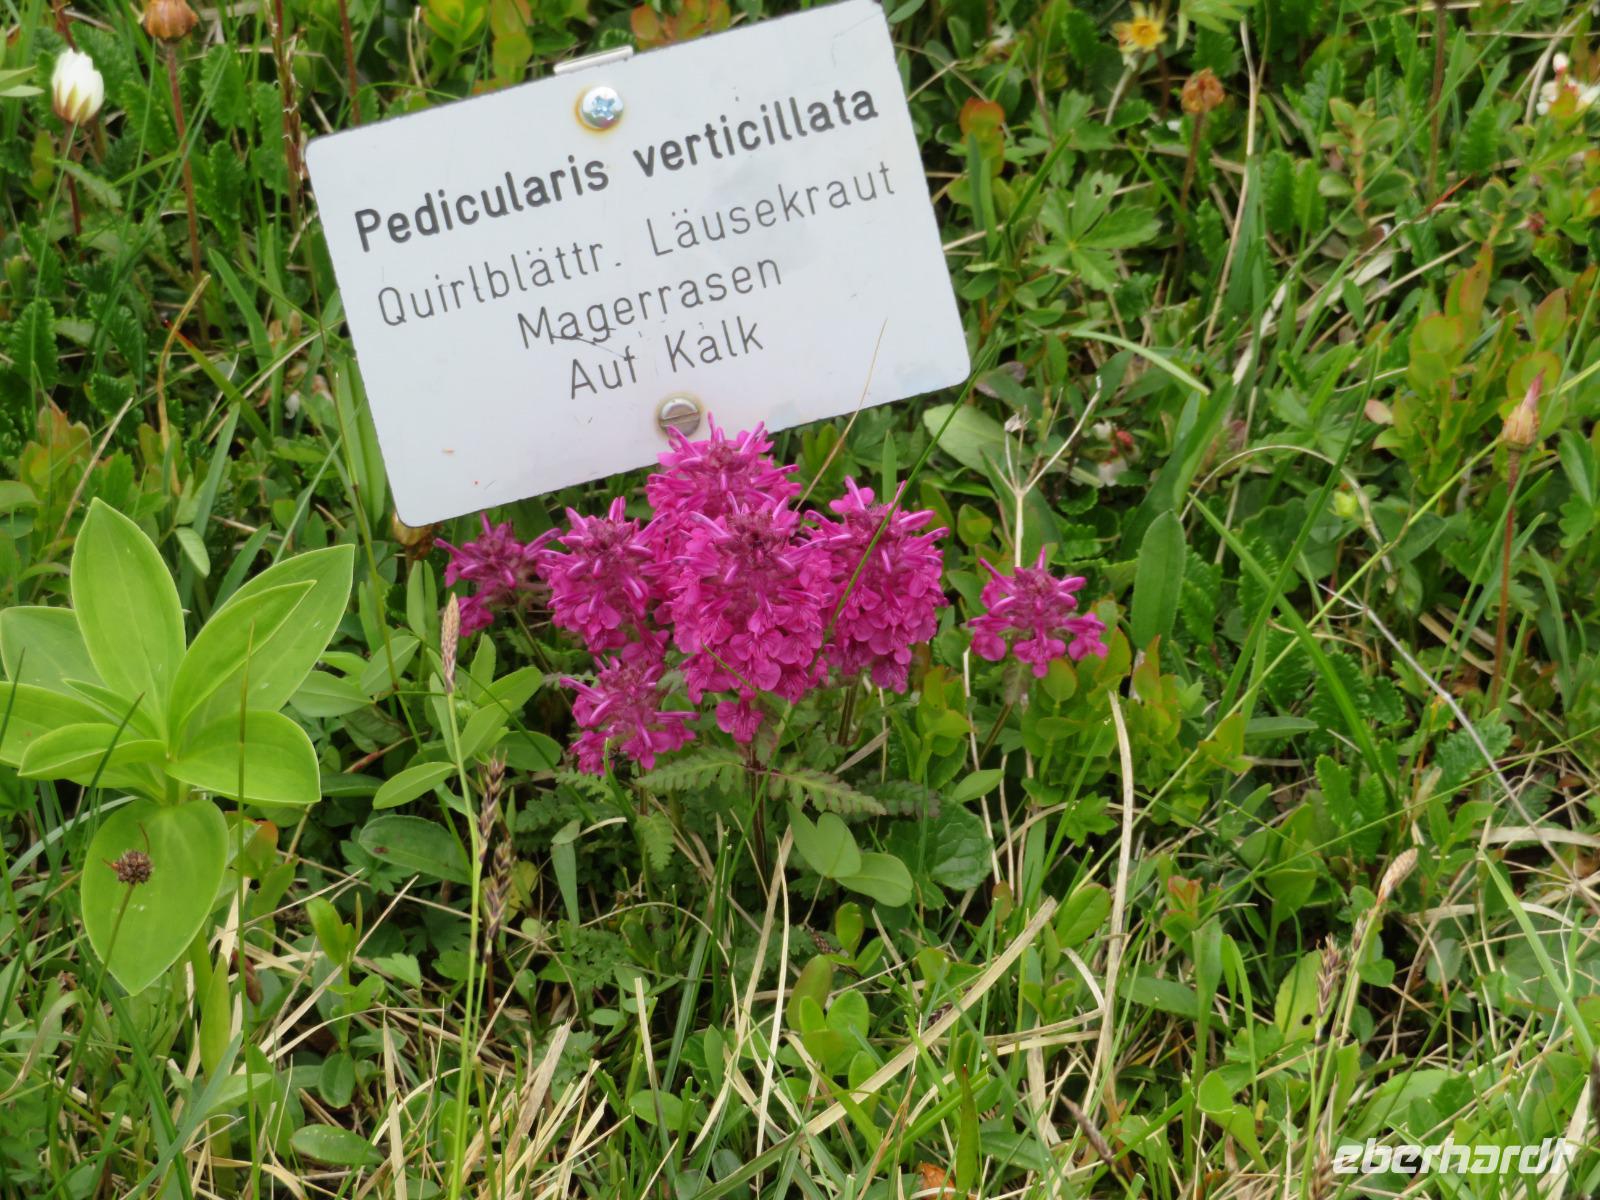 Pedicularis verticillata
Quirlblättr. Läusekraut
Magerrasen
Auf Kalk
eberhardt